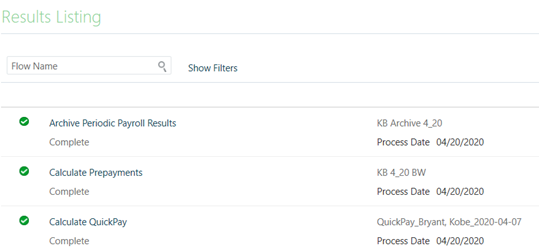 Results Listing
Flow Name
Show Filters
Archive Periodic Payroll Results KB Archive 4_20
Complete Process Date 04/20/2020
Calculate Prepayments KB 4_20 BW
Complete Process Date 04/20/2020
Calculate QuickPay QuickPay_Bryant, Kobe_2020-04-07
Complete Process Date 04/20/2020